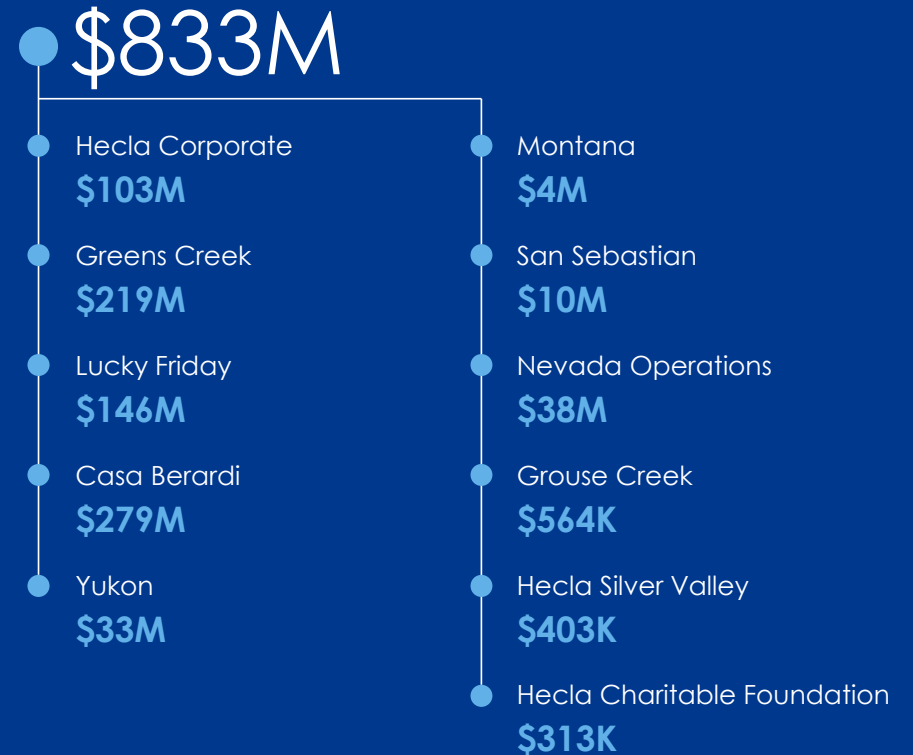 $833M
Hecla Corporate
$103M
Greens Creek
$219M
Lucky Friday
$146M
Casa Berardi
$279M
Yukon
$33M
Montana
$4M
San Sebastian
$10M
Nevada Operations
$38M
Grouse Creek
$564K
Hecla Silver Valley
$403K
Hecla Charitable Foundation
$313K